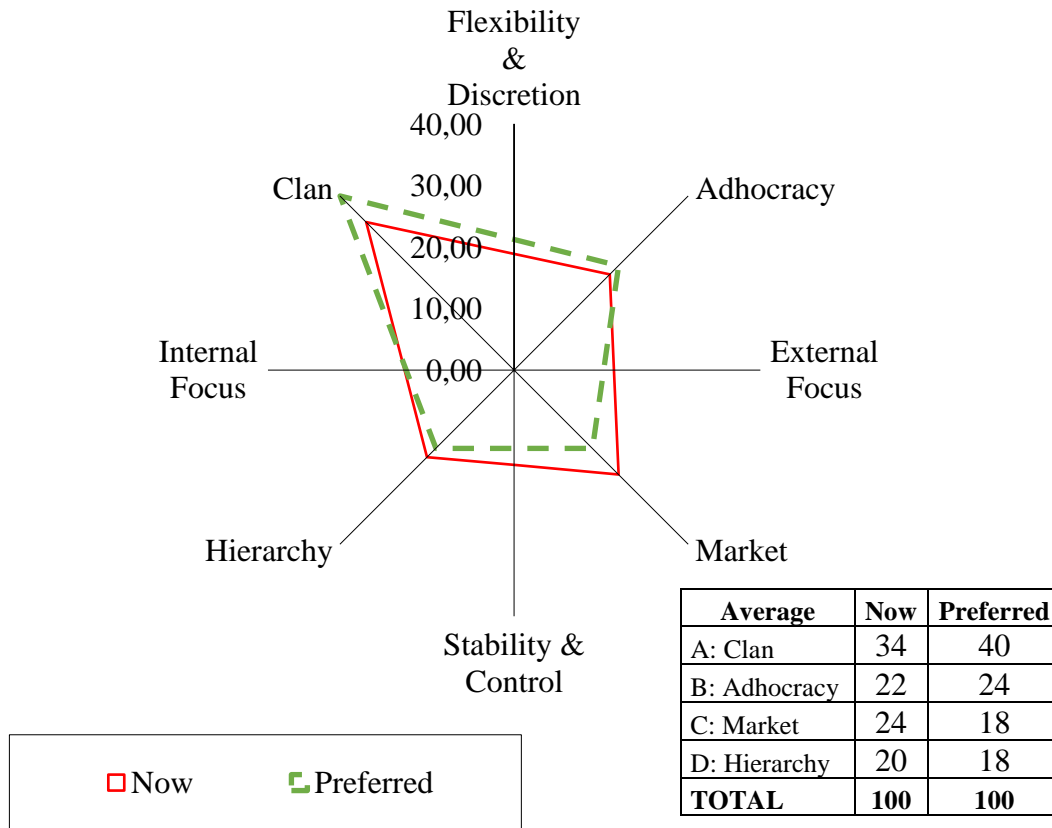 Flexibility
&
Discretion
40,00
30,00
20,00
10,00
0,00
Clan
Adhocracy
Internal
Focus
External
Focus
Hierarchy
Market
Stability &
Control
Average Now Preferred
A: Clan 34 40
B: Adhocracy 22 24
C: Market 24 18
D: Hierarchy 20 18
TOTAL 100 100
Now Preferred